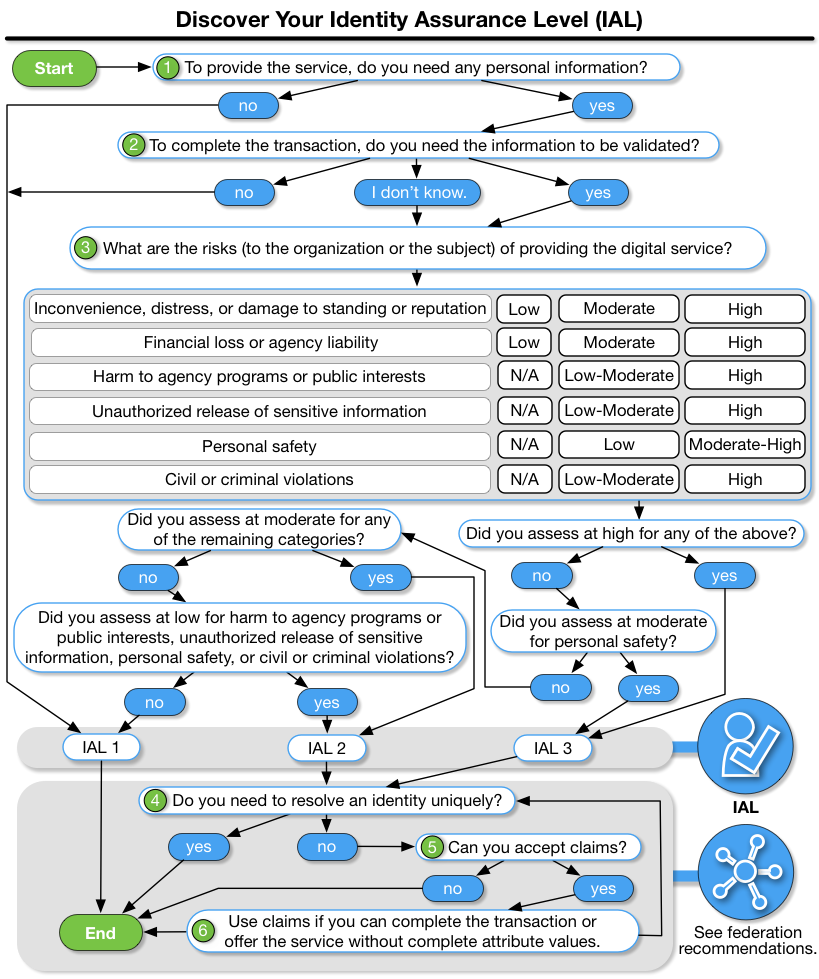 Discover Your Identity Assurance Level (IAL)
Start
1 To provide the service, do you need any personal information?
no
yes
2 To complete the transaction, do you need the information to be validated?
no
I don't know.
yes
3 What are the risks (to the organization or the subject) of providing the digital service?
Inconvenience, distress, or damage to standing or reputation Low Moderate High
Financial loss or agency liability Low Moderate High
Harm to agency programs or public interests N/A Low-Moderate High
Unauthorized release of sensitive information N/A Low-Moderate High
Personal safety N/A Low Moderate-High
Civil or criminal violations N/A Low-Moderate High
Did you assess at moderate for any
of the remaining categories?
Did you assess at high for any of the above?
no
yes
no
yes
Did you assess at low for harm to agency programs or
public interests, unauthorized release of sensitive
information, personal safety, or civil or criminal violations?
Did you assess at moderate
for personal safety?
no
yes
no
yes
IAL 1
IAL 2
IAL 3
IAL
4 Do you need to resolve an identity uniquely?
yes
no
5 Can you accept claims?
no
yes
End
6 Use claims if you can complete the transaction or
offer the service without complete attribute values.
See federation
recommendations.